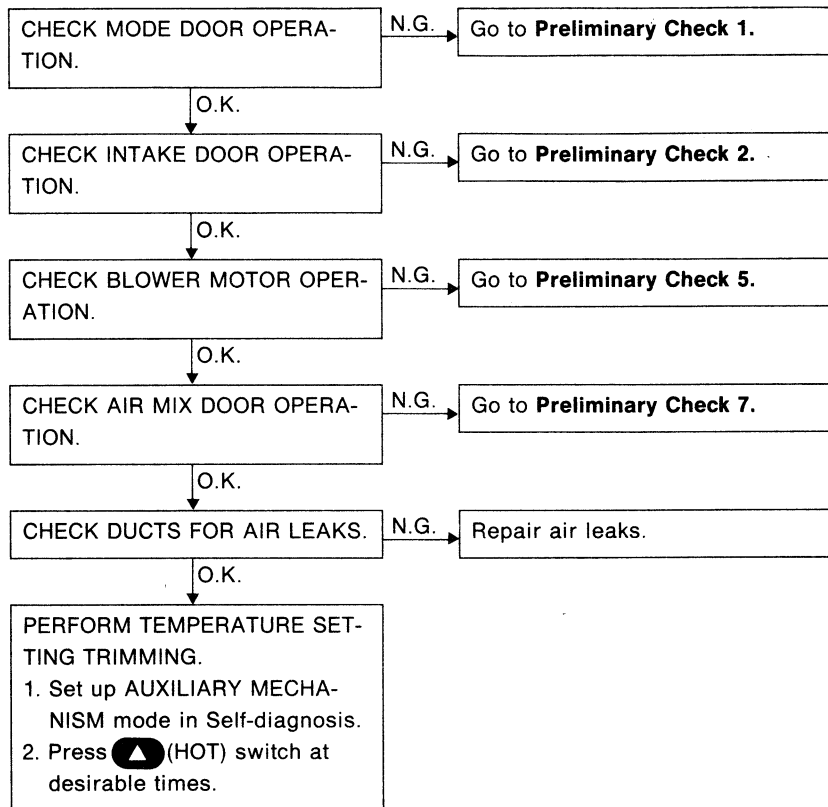 CHECK MODE DOOR OPERA-
TION.
N.G.
Go to Preliminary Check 1.
O.K.
CHECK INTAKE DOOR OPERA-
TION.
N.G.
Go to Preliminary Check 2.
O.K.
CHECK BLOWER MOTOR OPER-
ATION.
N.G.
Go to Preliminary Check 5.
O.K.
CHECK AIR MIX DOOR OPERA-
TION.
N.G.
Go to Preliminary Check 7.
O.K.
CHECK DUCTS FOR AIR LEAKS.
N.G.
Repair air leaks.
O.K.
PERFORM TEMPERATURE SET-
TING TRIMMING.
1. Set up AUXILIARY MECHA-
NISM mode in Self-diagnosis.
2. Press (HOT) switch at
desirable times.